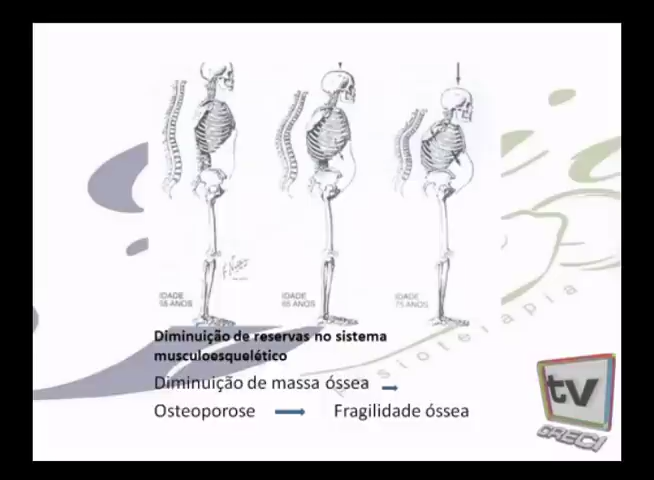 IDADE
55 ANOS
IDADE
65 ANOS
IDADE
75 ANOS
Diminuição de reservas no sistema
musculoesquelético
Diminuição de massa óssea
Osteoporose Fragilidade óssea
Fisioterapia
tv
CRECI